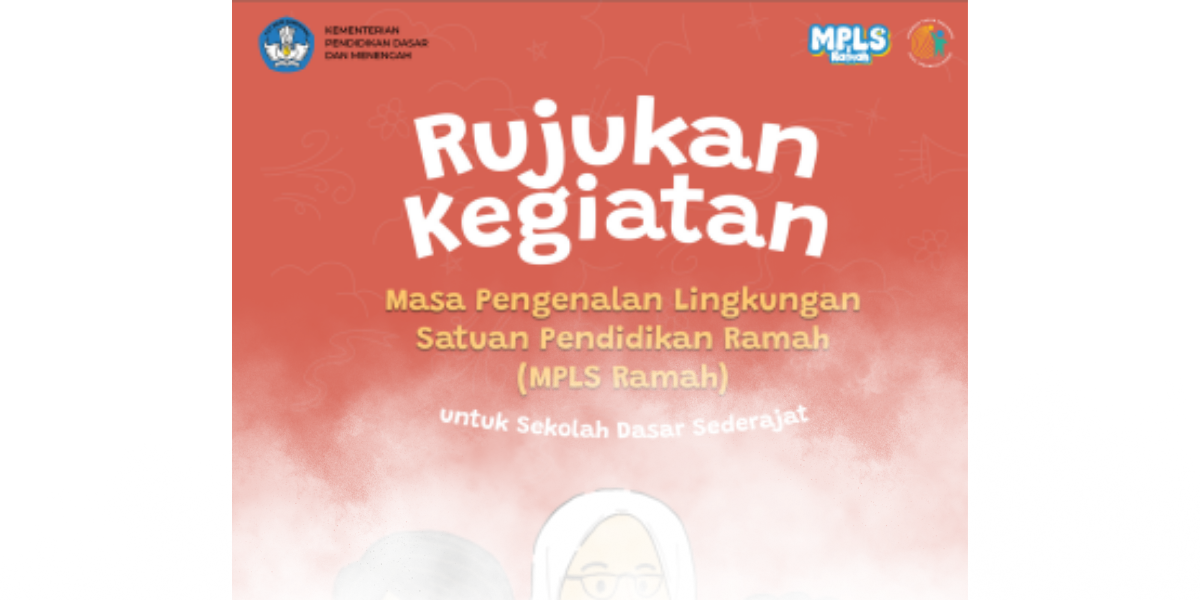 KEMENTERIAN
PENDIDIKAN DASAR
DAN MENENGAH
MPLS
Ramah
Rujukan
Kegiatan
Masa Pengenalan Lingkungan
Satuan Pendidikan Ramah
(MPLS Ramah)
untuk Sekolah Dasar Sederajat